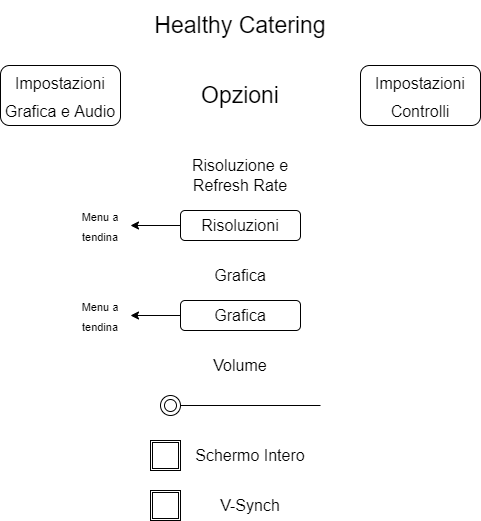 Healthy Catering
Impostazioni
Grafica e Audio
Opzioni
Impostazioni
Controlli
Risoluzione e
Refresh Rate
Menu a
tendina
Risoluzioni
Grafica
Menu a
tendina
Grafica
Volume
Schermo Intero
V-Synch